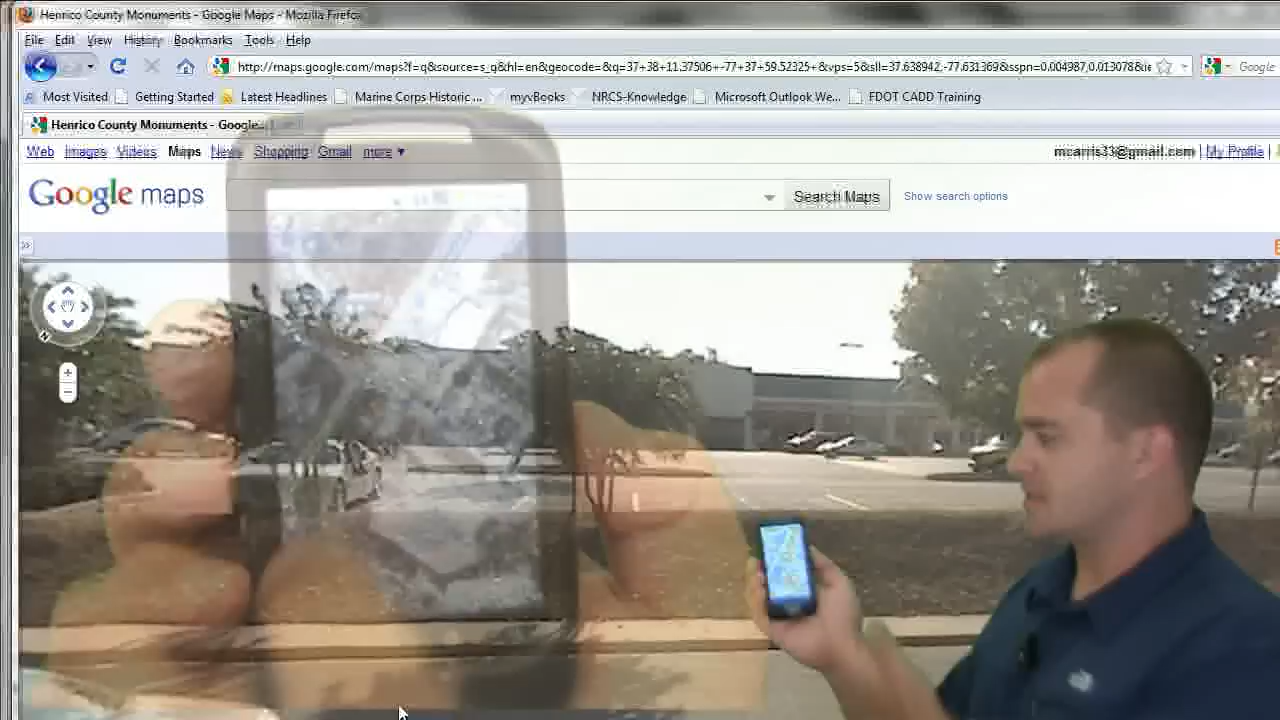 Henrico County Monuments - Google Maps - Mozilla Firefox
File Edit View History Bookmarks Tools Help
http://maps.google.com/maps?f=q&source=s_q&hl=en&geocode=&q=37+38+11.37506+-77+37+59.52325+&vps=5&sll=37.638942,-77.631369&sspn=0.004987,0.013078&ie
Google
Most Visited Getting Started Latest Headlines Marine Corps Historic ... myvBooks NRCS-Knowledge Microsoft Outlook We... FDOT CADD Training
Henrico County Monuments - Google...
Web Images Videos Maps News Shopping Gmail more
mcarris33@gmail.com | My Profile |
Google maps
Search Maps
Show search options